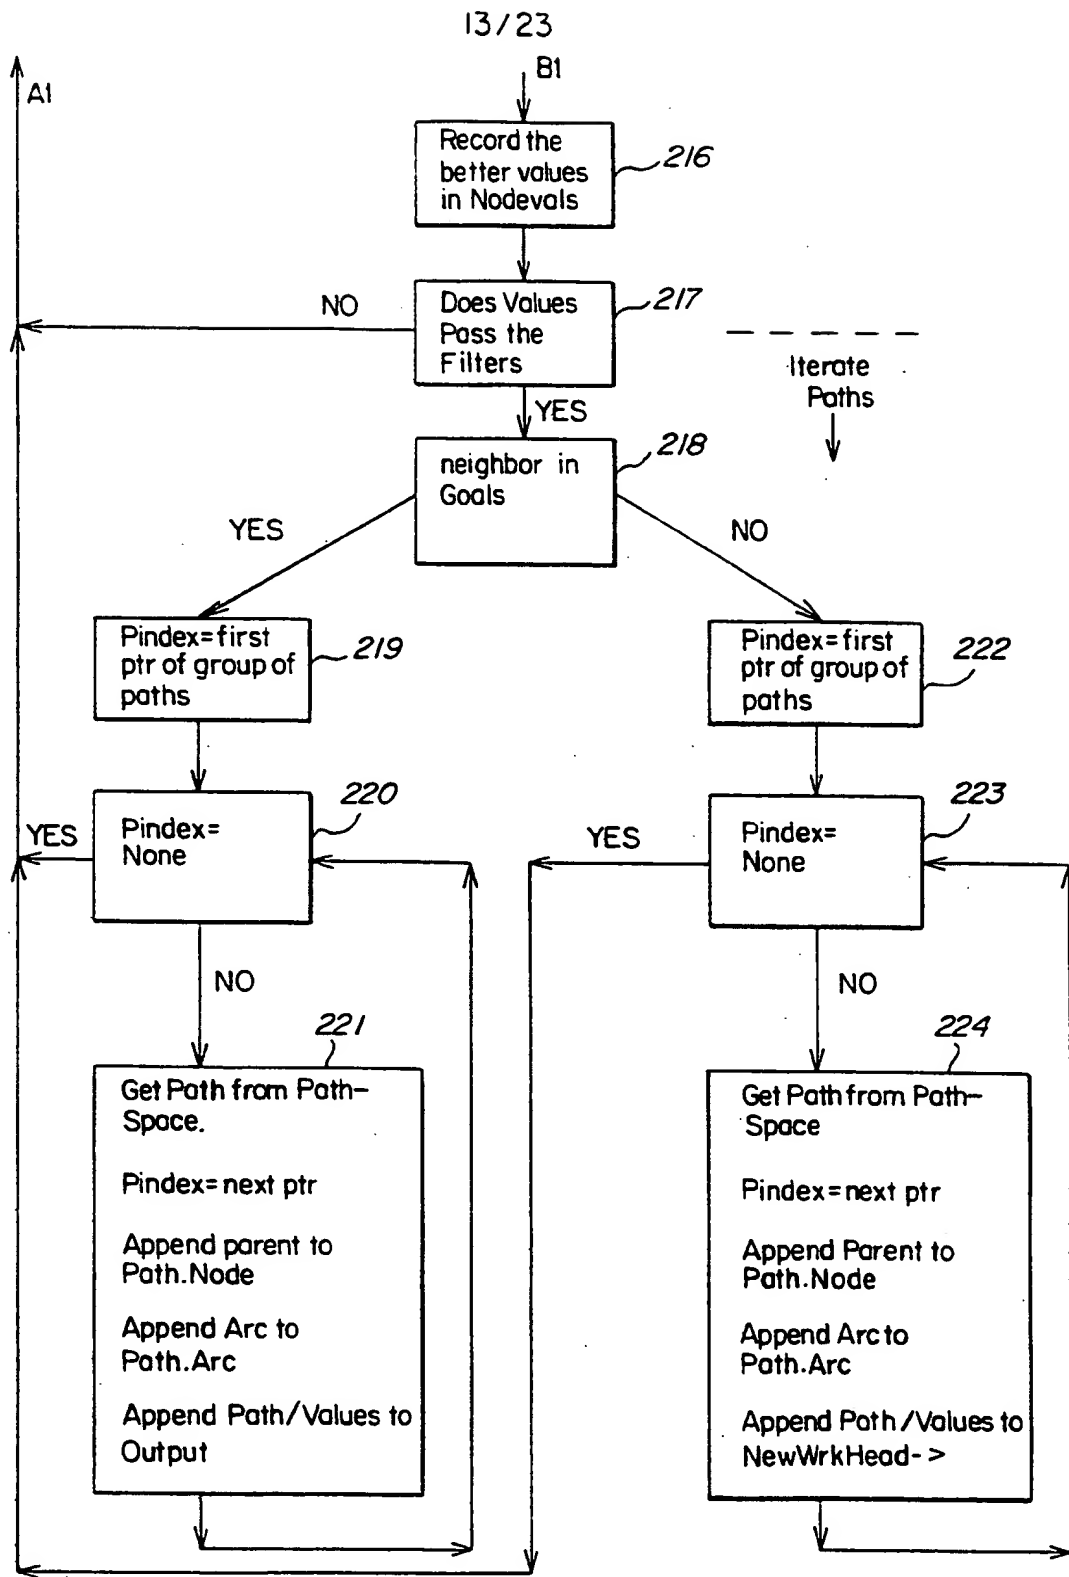 13/23
A1
B1
Record the
better values
in Nodevals
216
NO
Does Values
Pass the
Filters
217
Iterate
Paths
YES
neighbor in
Goals
218
YES
NO
Pindex=first
ptr of group of
paths
219
Pindex=first
ptr of group of
paths
222
YES
Pindex=
None
220
YES
Pindex=
None
223
NO
NO
221
Get Path from Path-
Space.
Pindex=next ptr
Append parent to
Path.Node
Append Arc to
Path.Arc
Append Path/Values to
Output
224
Get Path from Path-
Space
Pindex=next ptr
Append Parent to
Path.Node
Append Arc to
Path.Arc
Append Path/Values to
NewWrkHead->